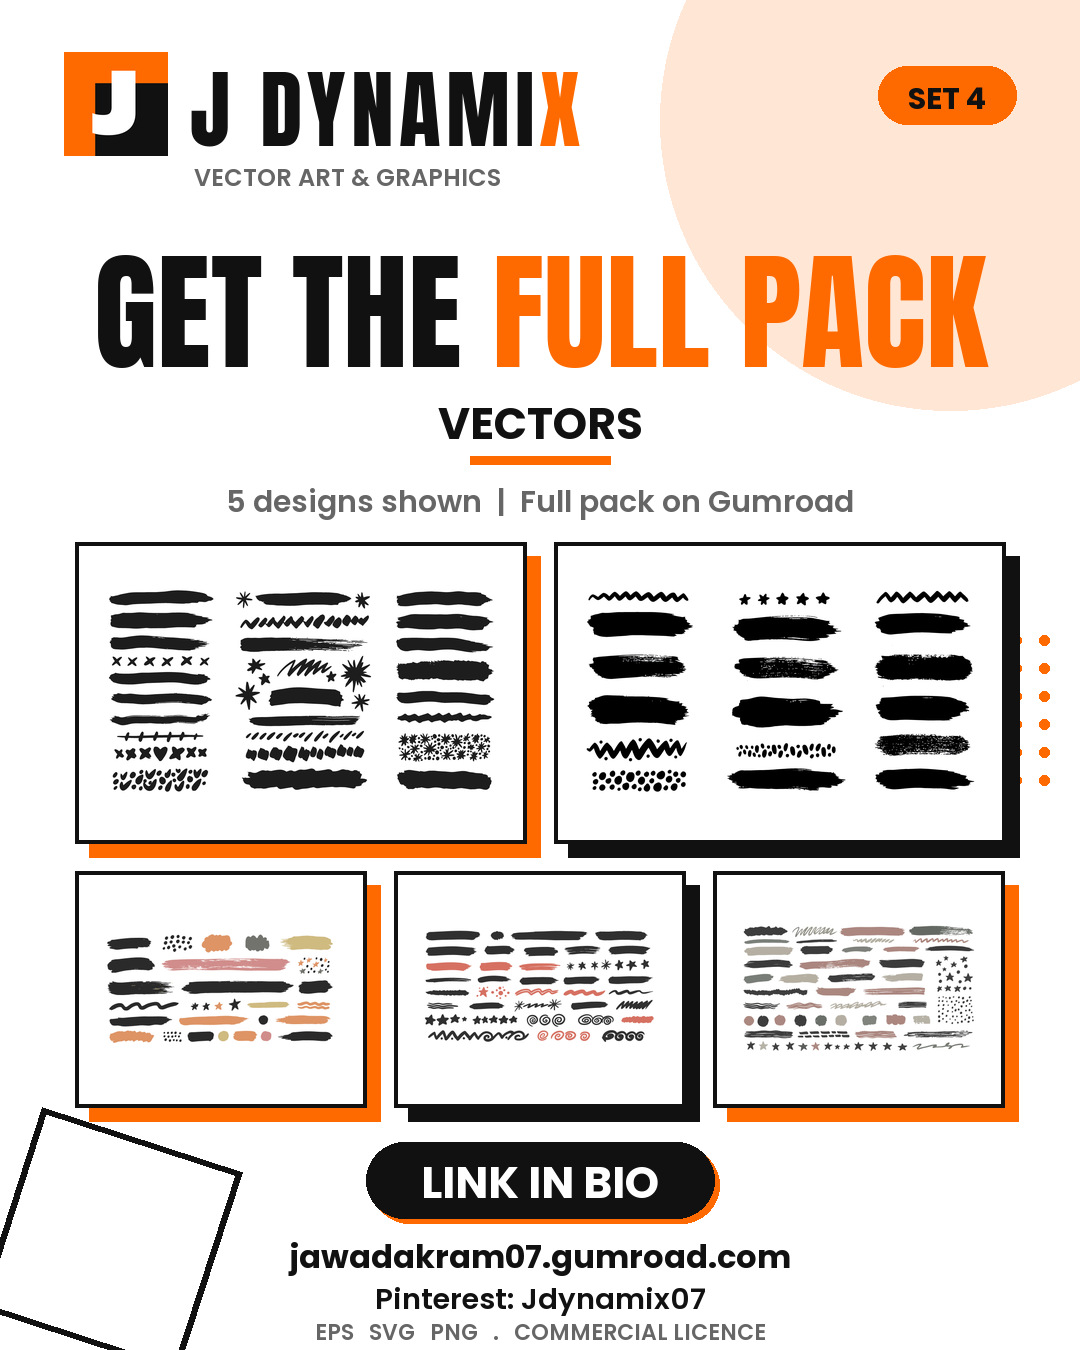 J
J DYNAMIX
VECTOR ART & GRAPHICS
SET 4
GET THE FULL PACK
VECTORS
5 designs shown | Full pack on Gumroad
LINK IN BIO
jawadakram07.gumroad.com
Pinterest: Jdynamix07
EPS SVG PNG . COMMERCIAL LICENCE